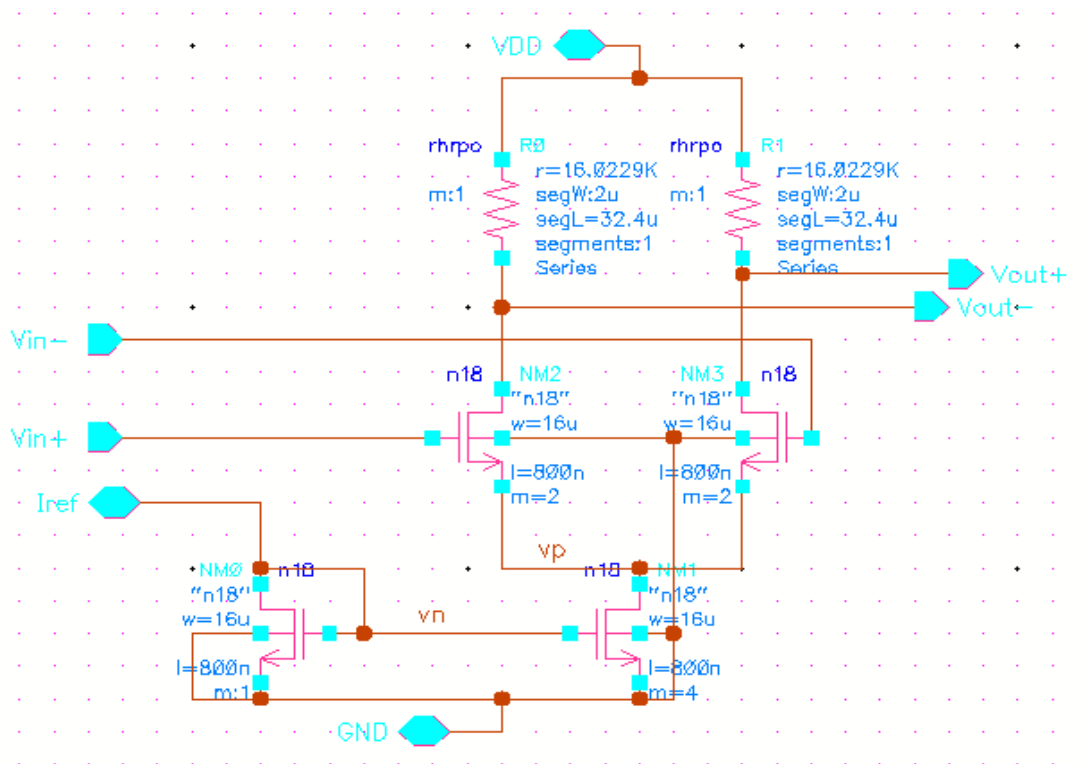 VDD
rhrpo R0
r=16.0229K
m:1 segW:2u
segL=32.4u
segments:1
Series
rhrpo R1
r=16.0229K
m:1 segW:2u
segL=32.4u
segments:1
Series
Vout+
Vout-
Vin-
n18 NM2
"n18"
w=16u
l=800n
m=2
NM3 n18
"n18"
w=16u
l=800n
m=2
Vin+
Iref
vp
NM0 n18
"n18"
w=16u
l=800n
m:1
vn
n18 NM1
"n18"
w=16u
l=800n
m=4
GND